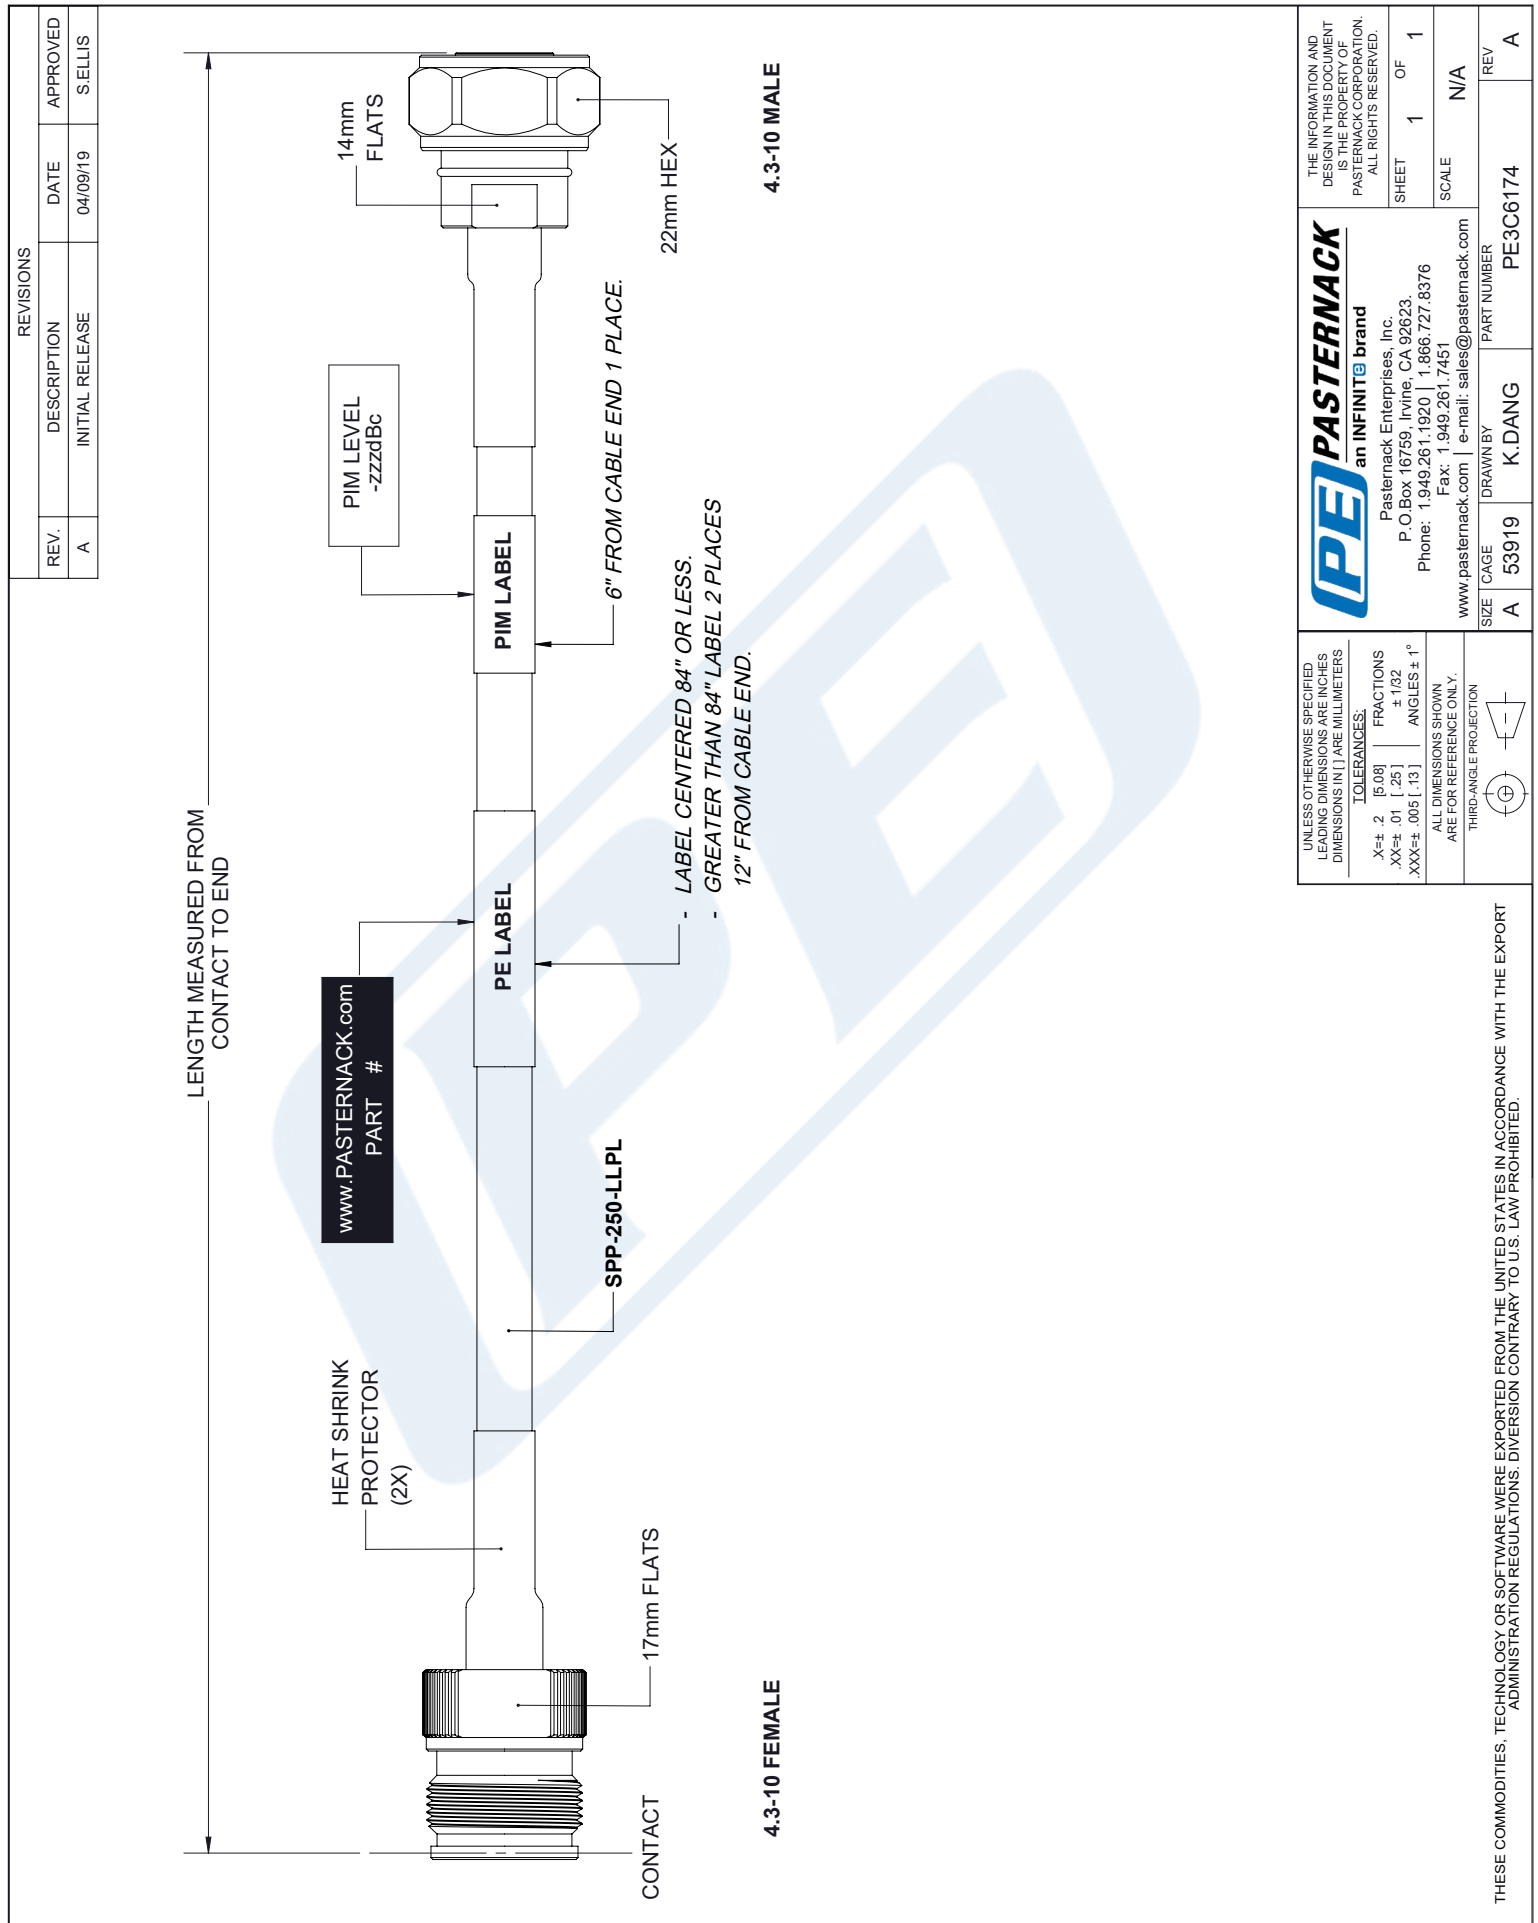 REVISIONS
REV. DESCRIPTION DATE APPROVED
A INITIAL RELEASE 04/09/19 S.ELLIS
LENGTH MEASURED FROM
CONTACT TO END
HEAT SHRINK
PROTECTOR
(2X)
www.PASTERNACK.com
PART #
PIM LEVEL
-zzzdBc
14mm
FLATS
PE LABEL
PIM LABEL
CONTACT
17mm FLATS
SPP-250-LLPL
- LABEL CENTERED 84" OR LESS.
- GREATER THAN 84" LABEL 2 PLACES
12" FROM CABLE END.
6" FROM CABLE END 1 PLACE.
22mm HEX
4.3-10 FEMALE
4.3-10 MALE
UNLESS OTHERWISE SPECIFIED
LEADING DIMENSIONS ARE INCHES
DIMENSIONS IN [ ] ARE MILLIMETERS
TOLERANCES:
.X=± .2 [5.08] FRACTIONS
.XX=± .01 [ .25] ± 1/32
.XXX=± .005 [ .13] ANGLES ± 1°
ALL DIMENSIONS SHOWN
ARE FOR REFERENCE ONLY.
THIRD-ANGLE PROJECTION
PE PASTERNACK
an INFINITe brand
Pasternack Enterprises, Inc.
P.O.Box 16759, Irvine, CA 92623.
Phone: 1.949.261.1920 | 1.866.727.8376
Fax: 1.949.261.7451
www.pasternack.com | e-mail: sales@pasternack.com
THE INFORMATION AND
DESIGN IN THIS DOCUMENT
IS THE PROPERTY OF
PASTERNACK CORPORATION.
ALL RIGHTS RESERVED.
SHEET 1 OF 1
SCALE N/A
SIZE A
CAGE 53919
DRAWN BY K.DANG
PART NUMBER PE3C6174
REV A
THESE COMMODITIES, TECHNOLOGY OR SOFTWARE WERE EXPORTED FROM THE UNITED STATES IN ACCORDANCE WITH THE EXPORT
ADMINISTRATION REGULATIONS. DIVERSION CONTRARY TO U.S. LAW PROHIBITED.
PE